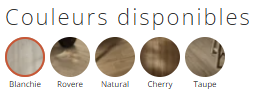 Couleurs disponibles
Blanchie Rovere Natural Cherry Taupe